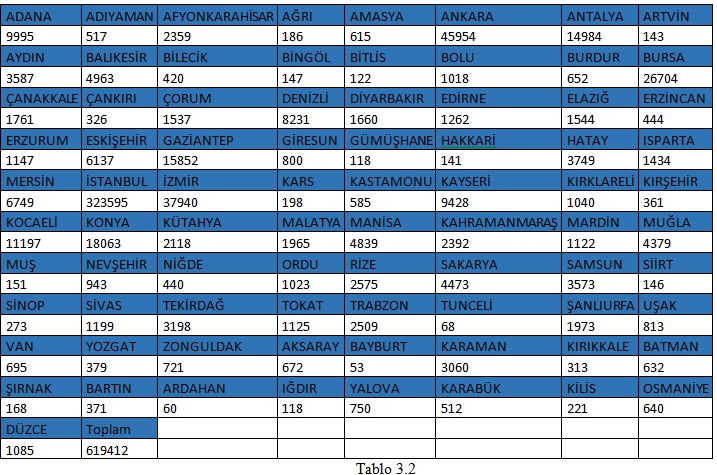 ADANA ADIYAMAN AFYONKARAHİSAR AĞRI AMASYA ANKARA ANTALYA ARTVİN
9995 517 2359 186 615 45954 14984 143
AYDIN BALIKESİR BİLECİK BİNGÖL BİTLİS BOLU BURDUR BURSA
3587 4963 420 147 122 1018 652 26704
ÇANAKKALE ÇANKIRI ÇORUM DENİZLİ DİYARBAKIR EDİRNE ELAZIĞ ERZİNCAN
1761 326 1537 8231 1660 1262 1544 444
ERZURUM ESKİŞEHİR GAZİANTEP GİRESUN GÜMÜŞHANE HAKKARİ HATAY ISPARTA
1147 6137 15852 800 118 141 3749 1434
MERSİN İSTANBUL İZMİR KARS KASTAMONU KAYSERİ KIRKLARELİ KIRŞEHİR
6749 323595 37940 198 585 9428 1040 361
KOCAELİ KONYA KÜTAHYA MALATYA MANİSA KAHRAMANMARAŞ MARDİN MUĞLA
11197 18063 2118 1965 4839 2392 1122 4379
MUŞ NEVŞEHİR NİĞDE ORDU RİZE SAKARYA SAMSUN SİİRT
151 943 440 1023 2575 4473 3573 146
SİNOP SİVAS TEKİRDAĞ TOKAT TRABZON TUNCELİ ŞANLIURFA UŞAK
273 1199 3198 1125 2509 68 1973 813
VAN YOZGAT ZONGULDAK AKSARAY BAYBURT KARAMAN KIRIKKALE BATMAN
695 379 721 672 53 3060 313 632
ŞIRNAK BARTIN ARDAHAN IĞDIR YALOVA KARABÜK KİLİS OSMANİYE
168 371 60 118 750 512 221 640
DÜZCE Toplam
1085 619412
Tablo 3.2